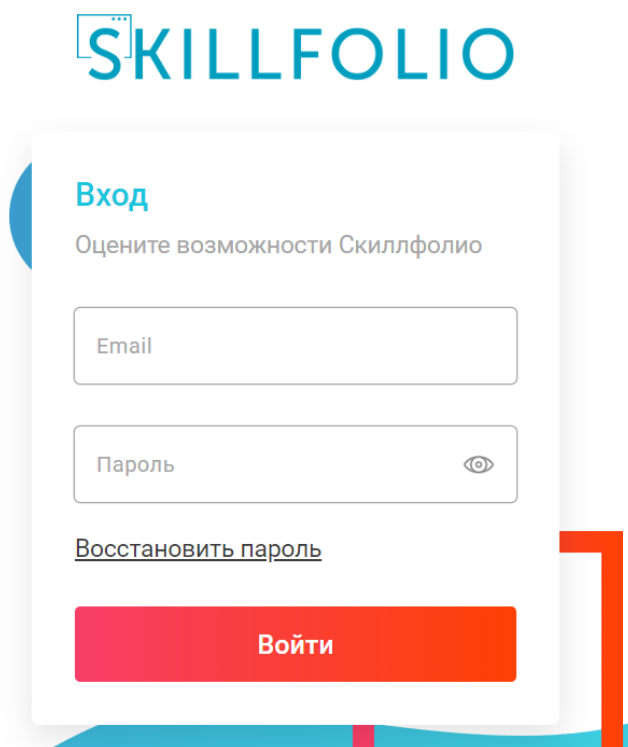 SKILLFOLIO
Вход
Оцените возможности Скиллфолио
Email
Пароль
Восстановить пароль
Войти